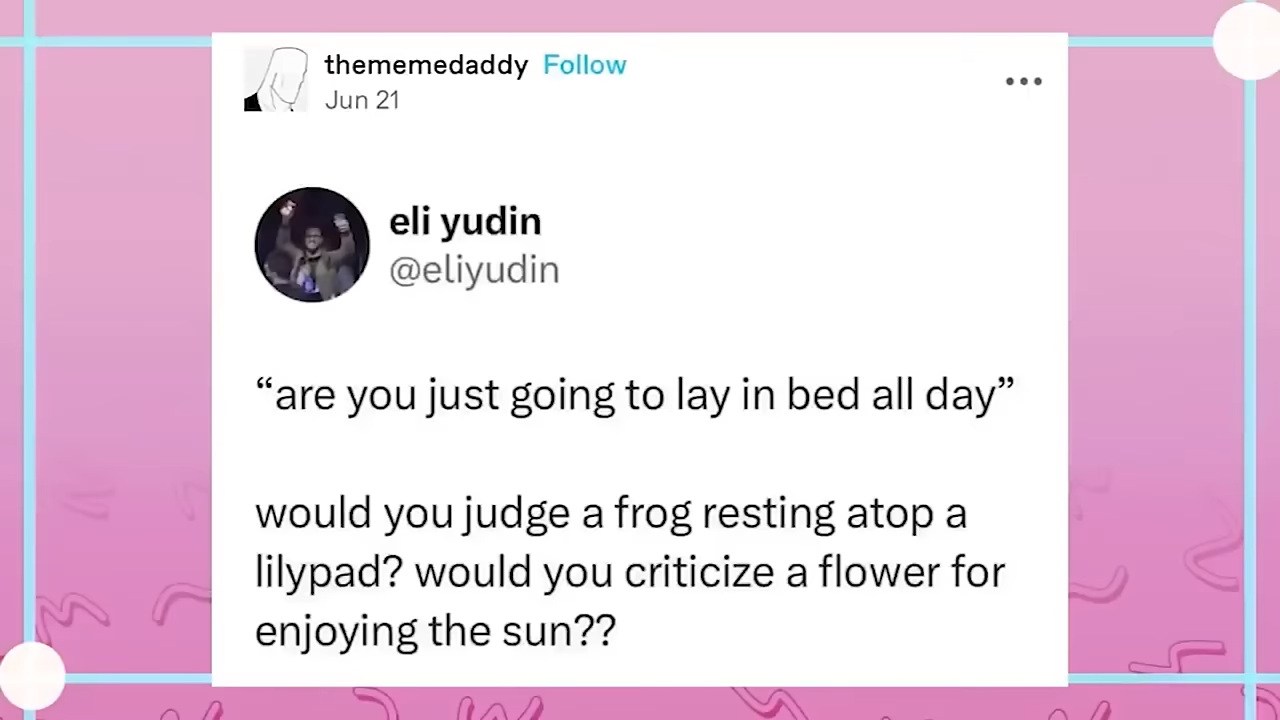 thememedaddy Follow
Jun 21
eli yudin
@eliyudin
“are you just going to lay in bed all day”
would you judge a frog resting atop a
lilypad? would you criticize a flower for
enjoying the sun??